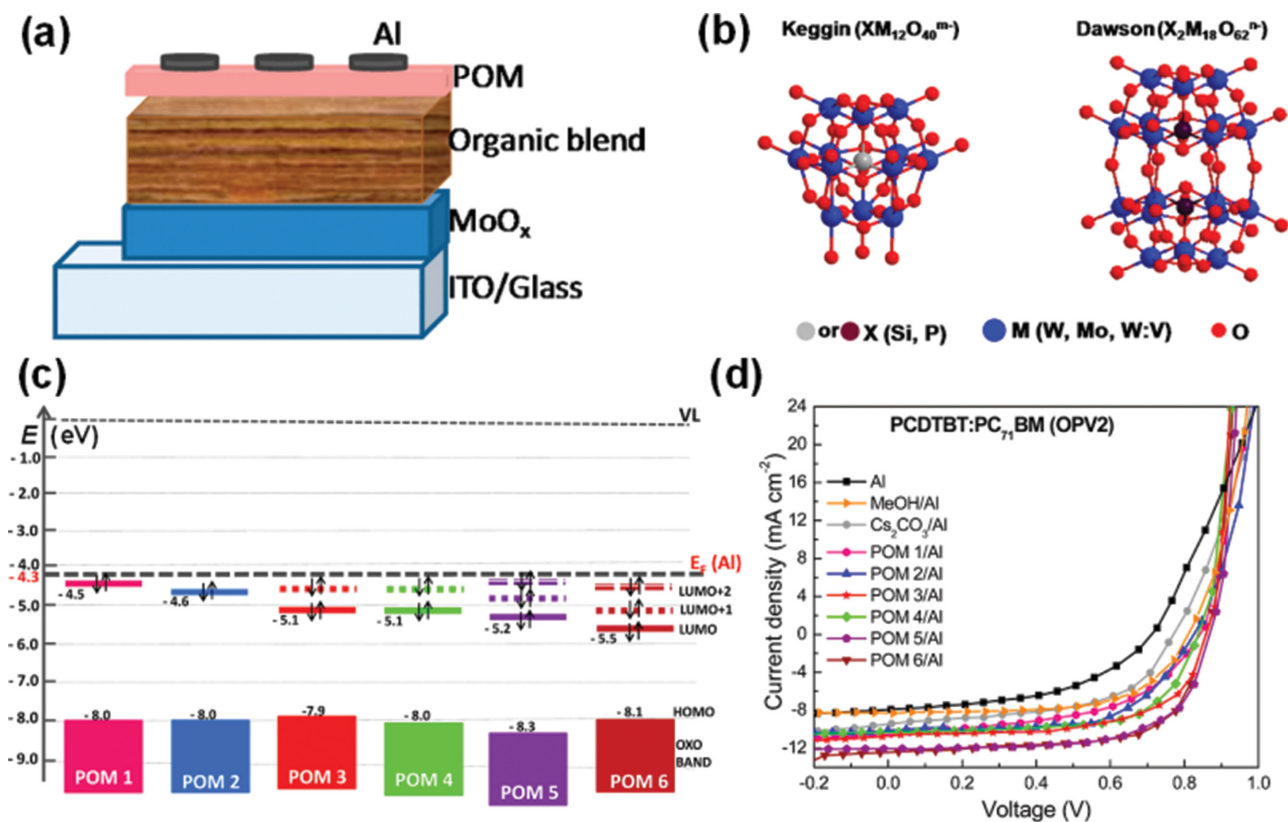 (a)
Al
POM
Organic blend
MoOₓ
ITO/Glass
(b)
Keggin (XM₁₂O₄₀ᵐ⁻)
Dawson (X₂M₁₈O₆₂ⁿ⁻)
or X (Si, P)
M (W, Mo, W:V)
O
(c)
E (eV)
VL
- 1.0
- 2.0
- 3.0
- 4.0
- 4.3
- 5.0
- 6.0
- 8.0
- 9.0
E_F (Al)
- 4.5
- 4.6
- 5.1
- 5.1
- 5.2
- 5.5
LUMO+2
LUMO+1
LUMO
- 8.0
- 8.0
-7.9
- 8.0
- 8.3
- 8.1
HOMO
OXO
BAND
POM 1
POM 2
POM 3
POM 4
POM 5
POM 6
(d)
PCDTBT:PC₇₁BM (OPV2)
Al
MeOH/Al
Cs₂CO₃/Al
POM 1/Al
POM 2/Al
POM 3/Al
POM 4/Al
POM 5/Al
POM 6/Al
Current density (mA cm⁻²)
24
20
16
12
8
4
0
-4
-8
-12
-0.2
0.0
0.2
0.4
0.6
0.8
1.0
Voltage (V)